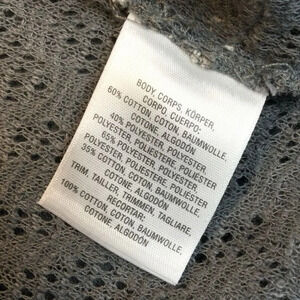 BODY, CORPS, KÖRPER,
CORPO, CUERPO:
60% COTTON, COTON, BAUMWOLLE,
COTONE, ALGODÓN
40% POLYESTER, POLYESTER,
POLYESTER, POLIESTERE, POLIÉSTER
65% POLYESTER, POLYESTER,
POLYESTER, POLIESTERE, POLIÉSTER
35% COTTON, COTON, BAUMWOLLE,
COTONE, ALGODÓN
TRIM, TAILLER, TRIMMEN, TAGLIARE,
RECORTAR:
100% COTTON, COTON, BAUMWOLLE,
COTONE, ALGODÓN